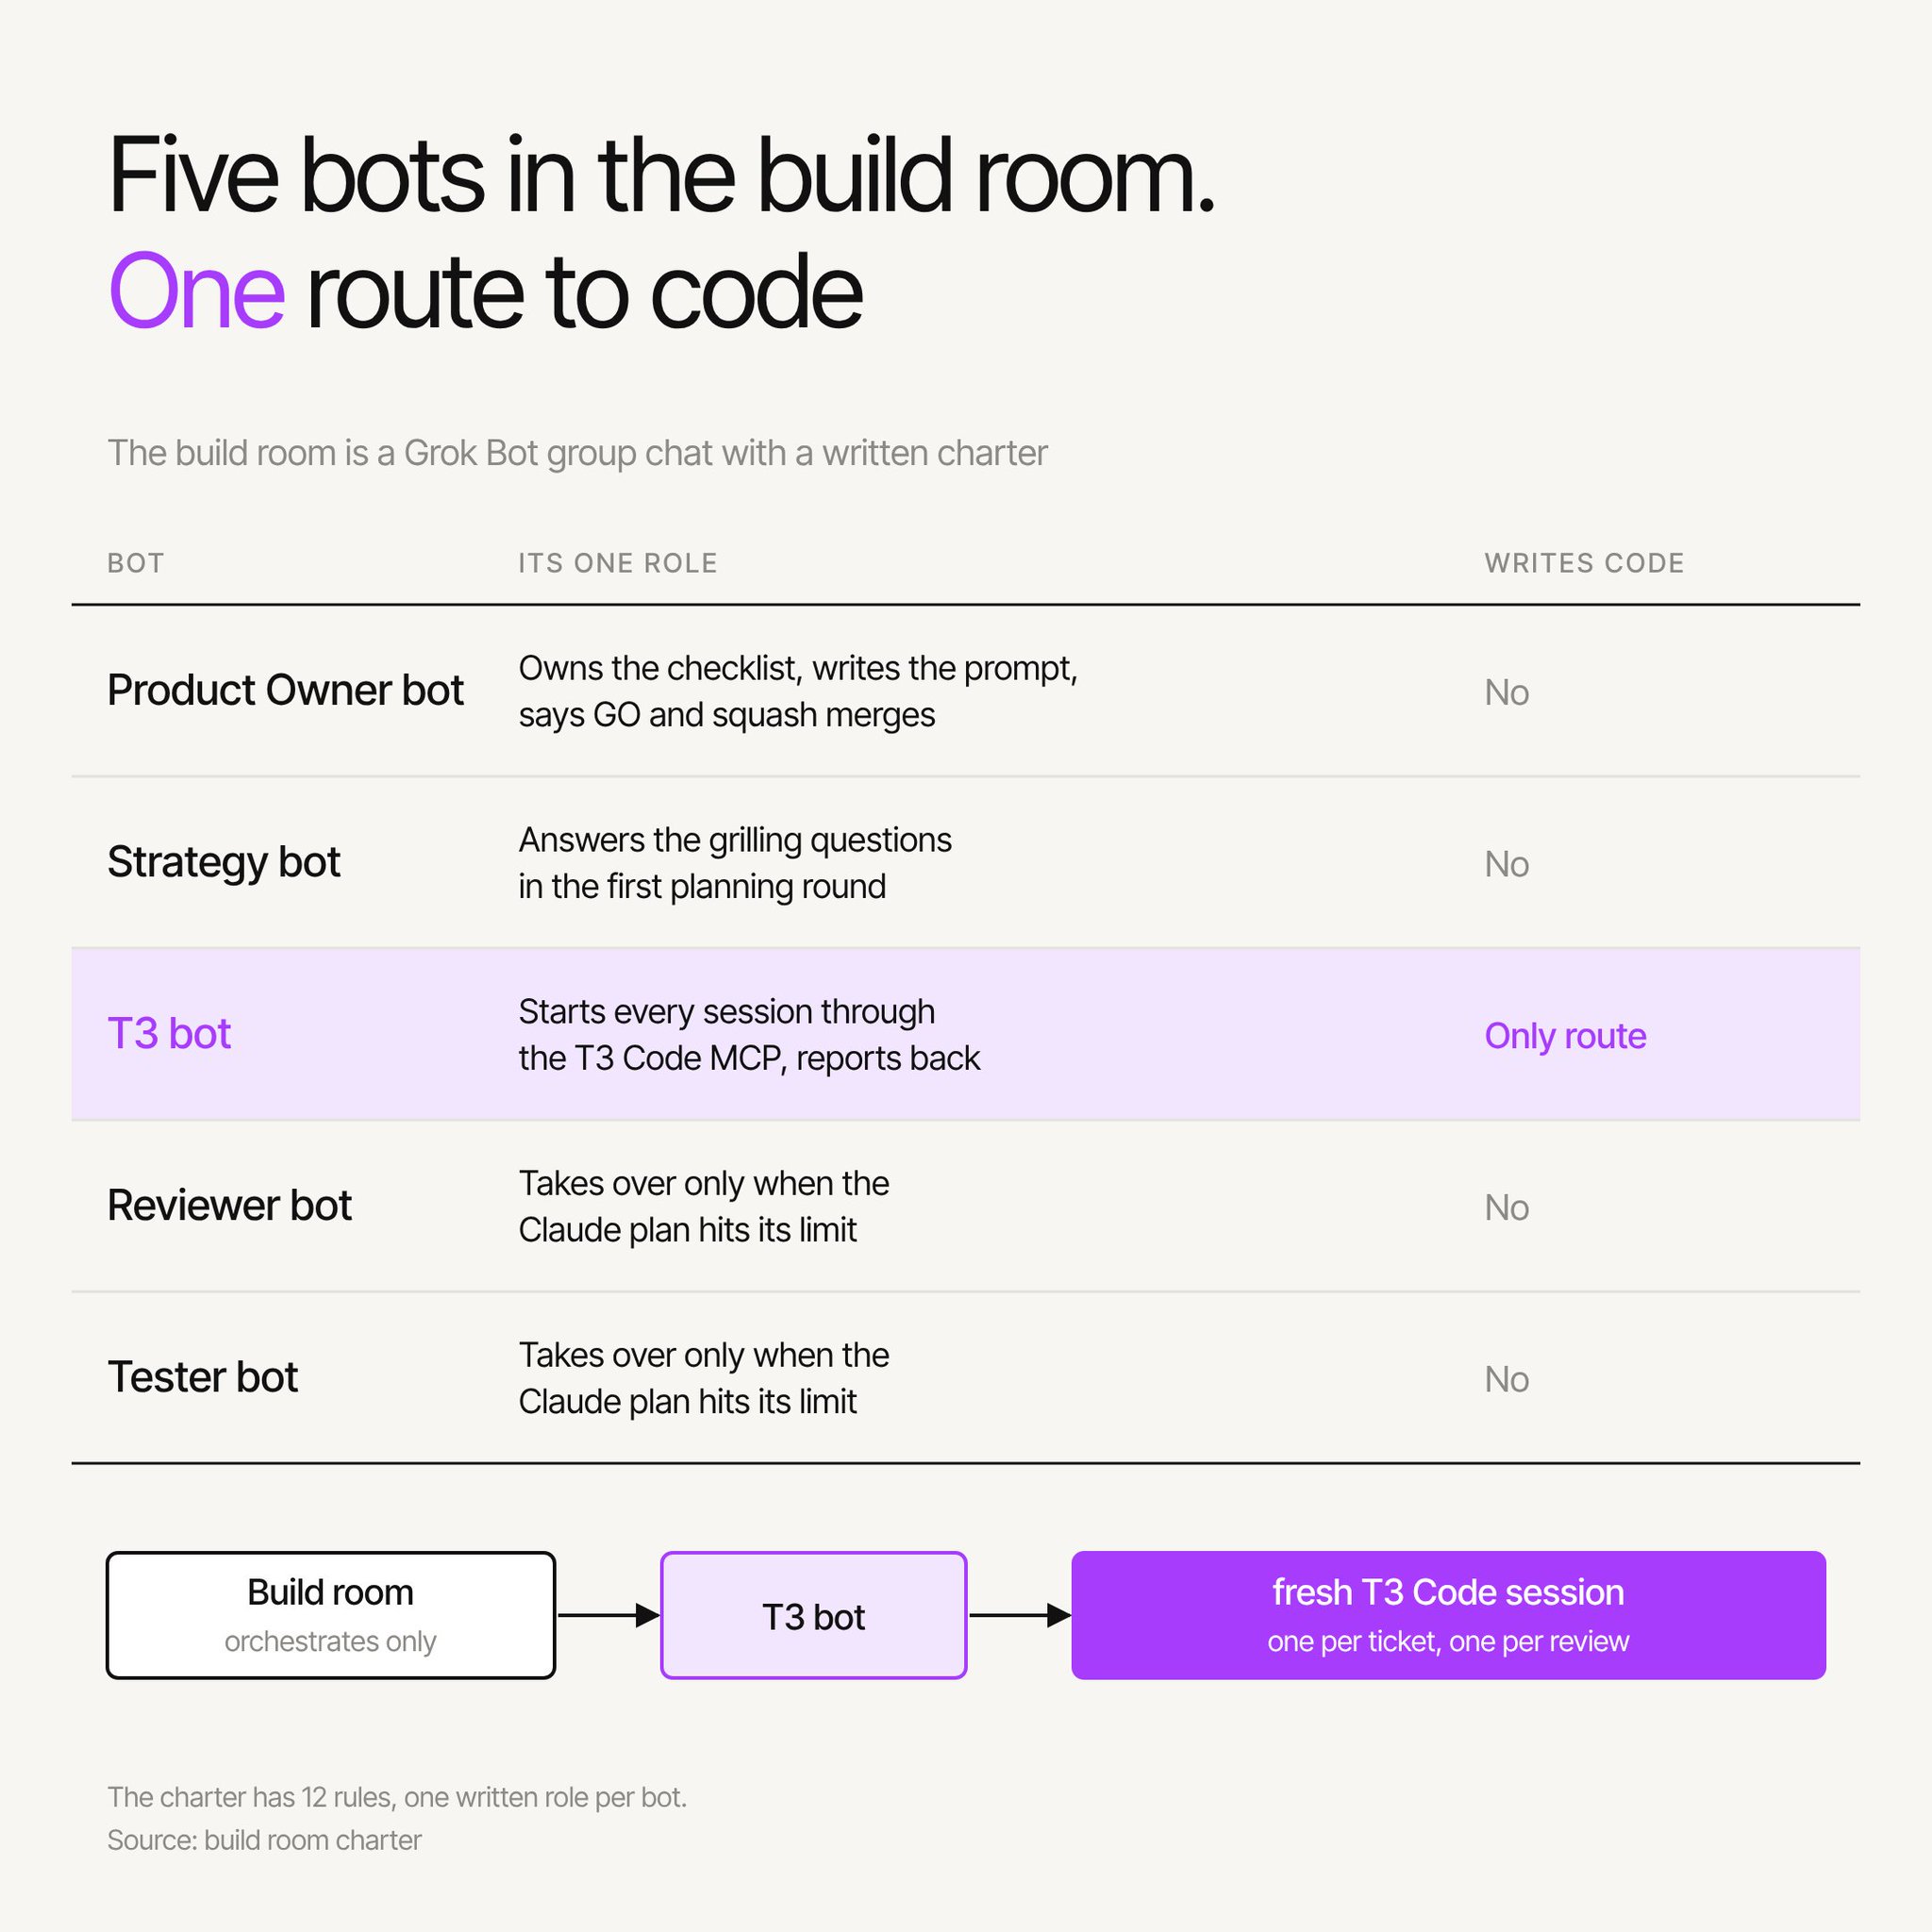 Five bots in the build room.
One route to code
The build room is a Grok Bot group chat with a written charter
BOT
ITS ONE ROLE
WRITES CODE
Product Owner bot
Owns the checklist, writes the prompt,
says GO and squash merges
No
Strategy bot
Answers the grilling questions
in the first planning round
No
T3 bot
Starts every session through
the T3 Code MCP, reports back
Only route
Reviewer bot
Takes over only when the
Claude plan hits its limit
No
Tester bot
Takes over only when the
Claude plan hits its limit
No
Build room
orchestrates only
T3 bot
fresh T3 Code session
one per ticket, one per review
The charter has 12 rules, one written role per bot.
Source: build room charter